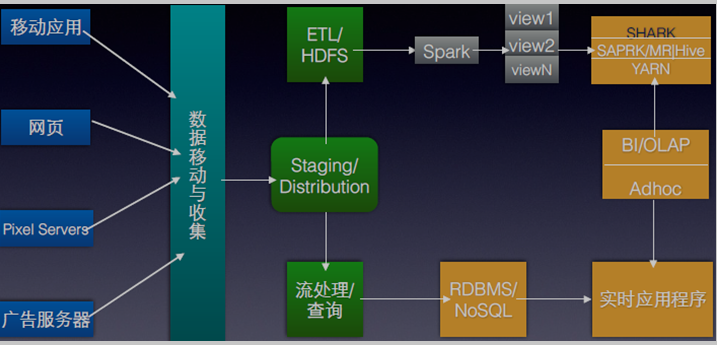 移动应用
网页
Pixel Servers
广告服务器
数据移动与收集
ETL/
HDFS
Staging/
Distribution
流处理/
查询
Spark
view1
view2
viewN
SHARK
SAPRK/MR|Hive
YARN
BI/OLAP
Adhoc
RDBMS/
NoSQL
实时应用程序